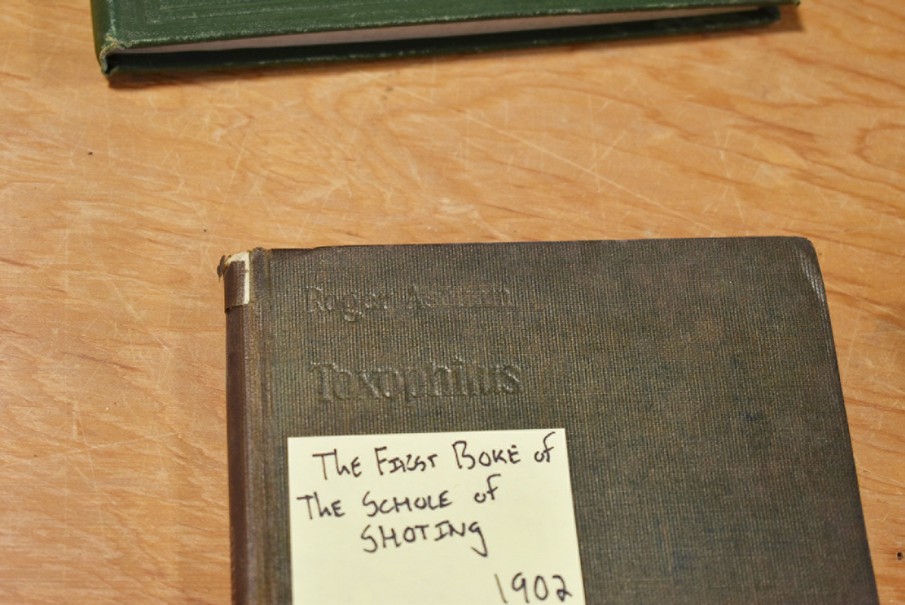 Roger Ascham
Toxophilus
The First Boke of
The Schole of
Shoting
1902